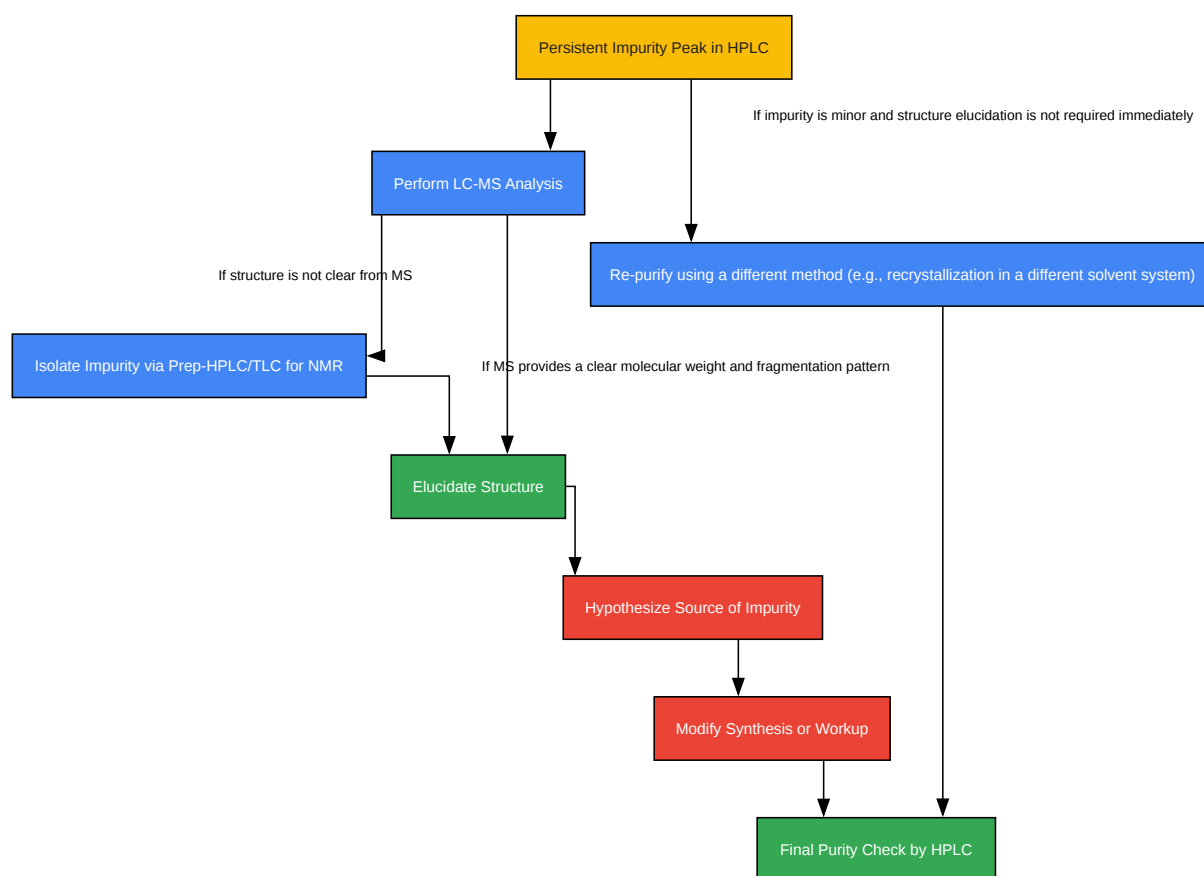 Persistent Impurity Peak in HPLC
If impurity is minor and structure elucidation is not required immediately
Perform LC-MS Analysis
If structure is not clear from MS
Re-purify using a different method (e.g., recrystallization in a different solvent system)
Isolate Impurity via Prep-HPLC/TLC for NMR
If MS provides a clear molecular weight and fragmentation pattern
Elucidate Structure
Hypothesize Source of Impurity
Modify Synthesis or Workup
Final Purity Check by HPLC